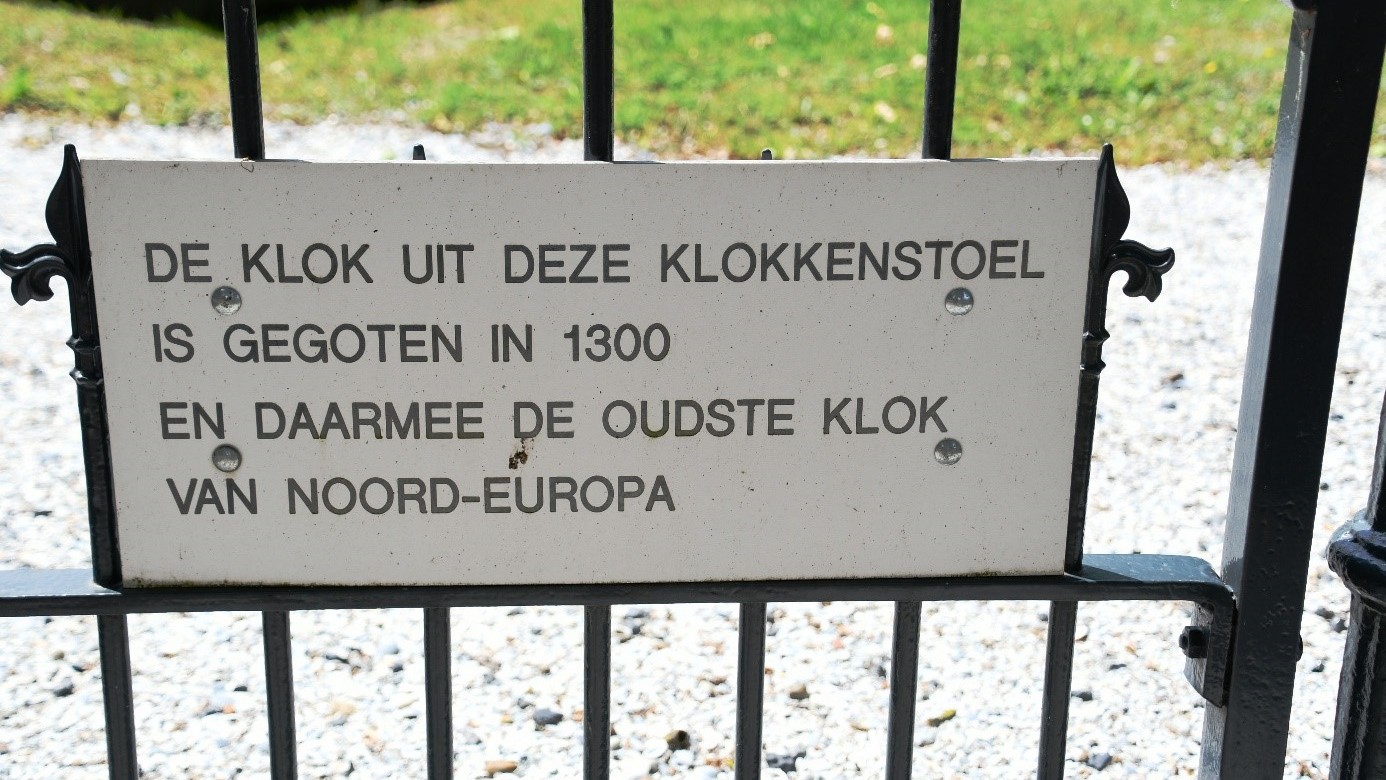 DE KLOK UIT DEZE KLOKKENSTOEL
IS GEGOTEN IN 1300
EN DAARMEE DE OUDSTE KLOK
VAN NOORD-EUROPA